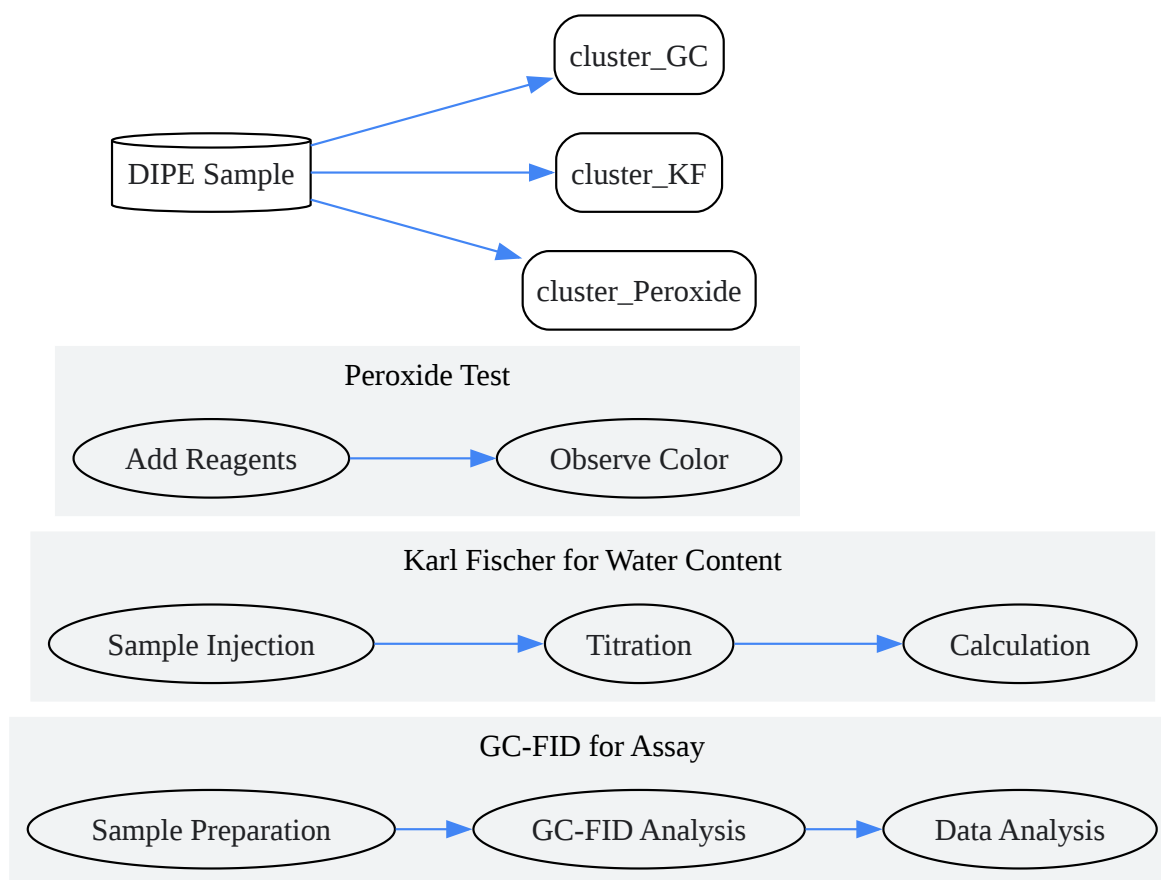 cluster_GC
DIPE Sample
cluster_KF
cluster_Peroxide
Peroxide Test
Add Reagents
Observe Color
Karl Fischer for Water Content
Sample Injection
Titration
Calculation
GC-FID for Assay
Sample Preparation
GC-FID Analysis
Data Analysis